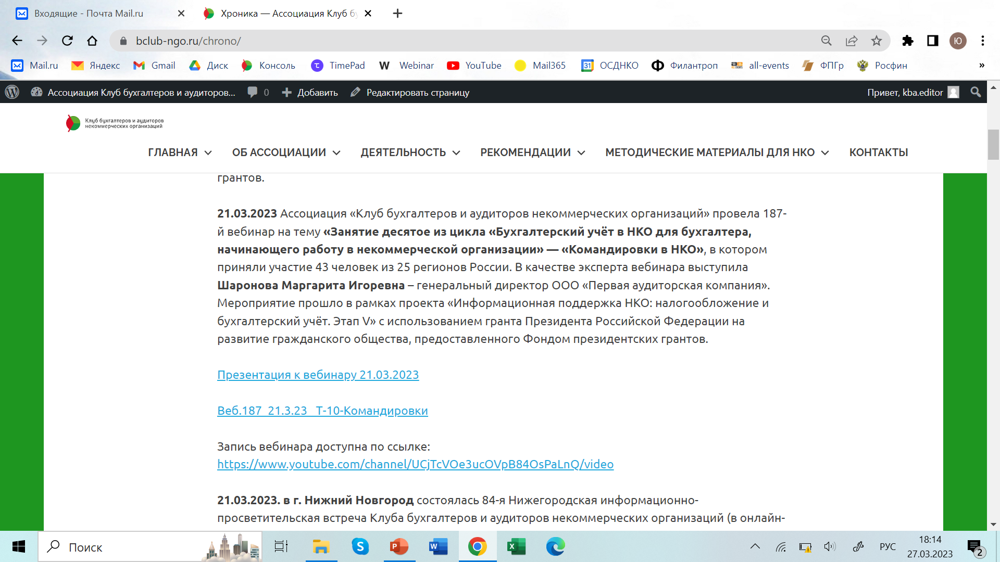 Входящие - Почта Mail.ru
Хроника — Ассоциация Клуб б
bclub-ngo.ru/chrono/
Ю
Mail.ru
Яндекс
Gmail
Диск
Консоль
TimePad
W Webinar
YouTube
Mail365
31 ОСДНКО
Филантроп
all-events
ФПГр
Росфин
»
Ассоциация Клуб бухгалтеров и аудиторов...
0
Добавить
Редактировать страницу
Привет, kba.editor
Клуб бухгалтеров и аудиторов
некоммерческих организаций
ГЛАВНАЯ
ОБ АССОЦИАЦИИ
ДЕЯТЕЛЬНОСТЬ
РЕКОМЕНДАЦИИ
МЕТОДИЧЕСКИЕ МАТЕРИАЛЫ ДЛЯ НКО
КОНТАКТЫ
грантов.
21.03.2023 Ассоциация «Клуб бухгалтеров и аудиторов некоммерческих организаций» провела 187-
й вебинар на тему «Занятие десятое из цикла «Бухгалтерский учёт в НКО для бухгалтера,
начинающего работу в некоммерческой организации» — «Командировки в НКО», в котором
приняли участие 43 человек из 25 регионов России. В качестве эксперта вебинара выступила
Шаронова Маргарита Игоревна – генеральный директор ООО «Первая аудиторская компания».
Мероприятие прошло в рамках проекта «Информационная поддержка НКО: налогообложение и
бухгалтерский учёт. Этап V» с использованием гранта Президента Российской Федерации на
развитие гражданского общества, предоставленного Фондом президентских грантов.
Презентация к вебинару 21.03.2023
Веб.187_21.3.23_ Т-10-Командировки
Запись вебинара доступна по ссылке:
https://www.youtube.com/channel/UCjTcVOe3ucOVpB84OsPaLnQ/video
21.03.2023. в г. Нижний Новгород состоялась 84-я Нижегородская информационно-
просветительская встреча Клуба бухгалтеров и аудиторов некоммерческих организаций (в онлайн-
Поиск
РУС
18:14
27.03.2023
2